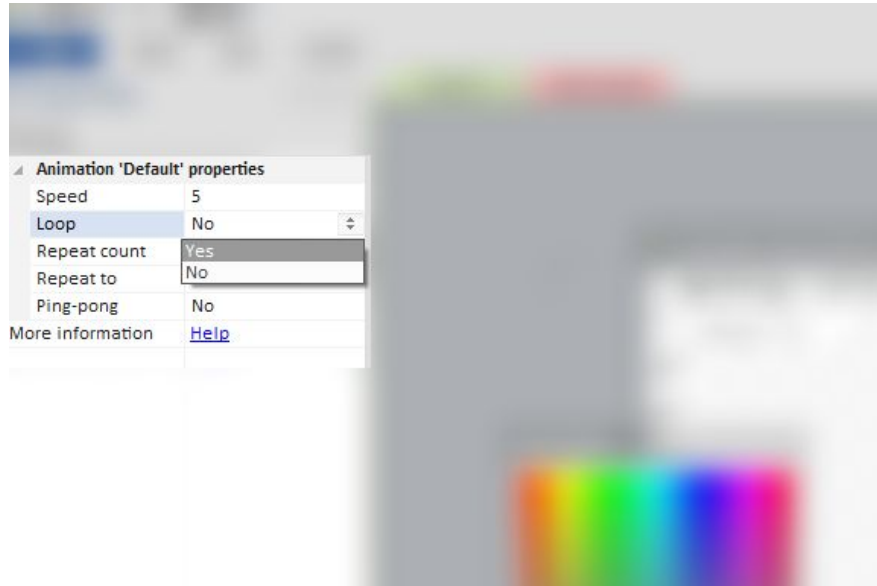 Animation 'Default' properties
Speed 5
Loop No
Repeat count Yes
Repeat to No
Ping-pong No
More information Help